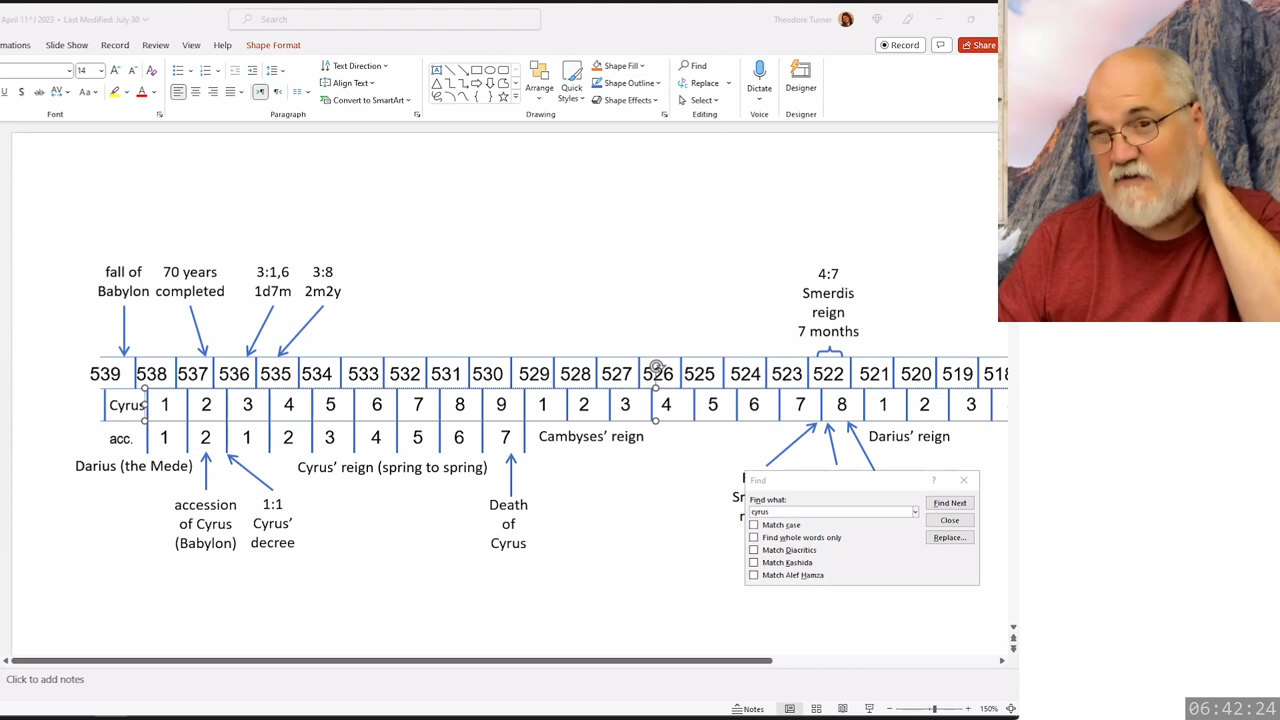 April 11th/2023 • Last Modified: July 30
Search
Theodore Turner
mations Slide Show Record Review View Help Shape Format
Record
Share
14
Text Direction
Align Text
Convert to SmartArt
Arrange
Quick
Styles
Shape Fill
Shape Outline
Shape Effects
Find
Replace
Select
Dictate
Designer
Font
Paragraph
Drawing
Editing
Voice
Designer
fall of
Babylon
70 years
completed
3:1,6
1d7m
3:8
2m2y
4:7
Smerdis
reign
7 months
539 538 537 536 535 534 533 532 531 530 529 528 527 526 525 524 523 522 521 520 519 518
Cyrus 1 2 3 4 5 6 7 8 9 1 2 3 4 5 6 7 8 1 2 3
acc. 1 2 1 2 3 4 5 6 7 Cambyses’ reign Darius’ reign
Darius (the Mede)
Cyrus’ reign (spring to spring)
accession
of Cyrus
(Babylon)
1:1
Cyrus’
decree
Death
of
Cyrus
Find
? 
Find what:
cyrus
Match case
Find whole words only
Match Diacritics
Match Kashida
Match Alef Hamza
Find Next
Close
Replace...
Click to add notes
Notes
150%
06:42:24